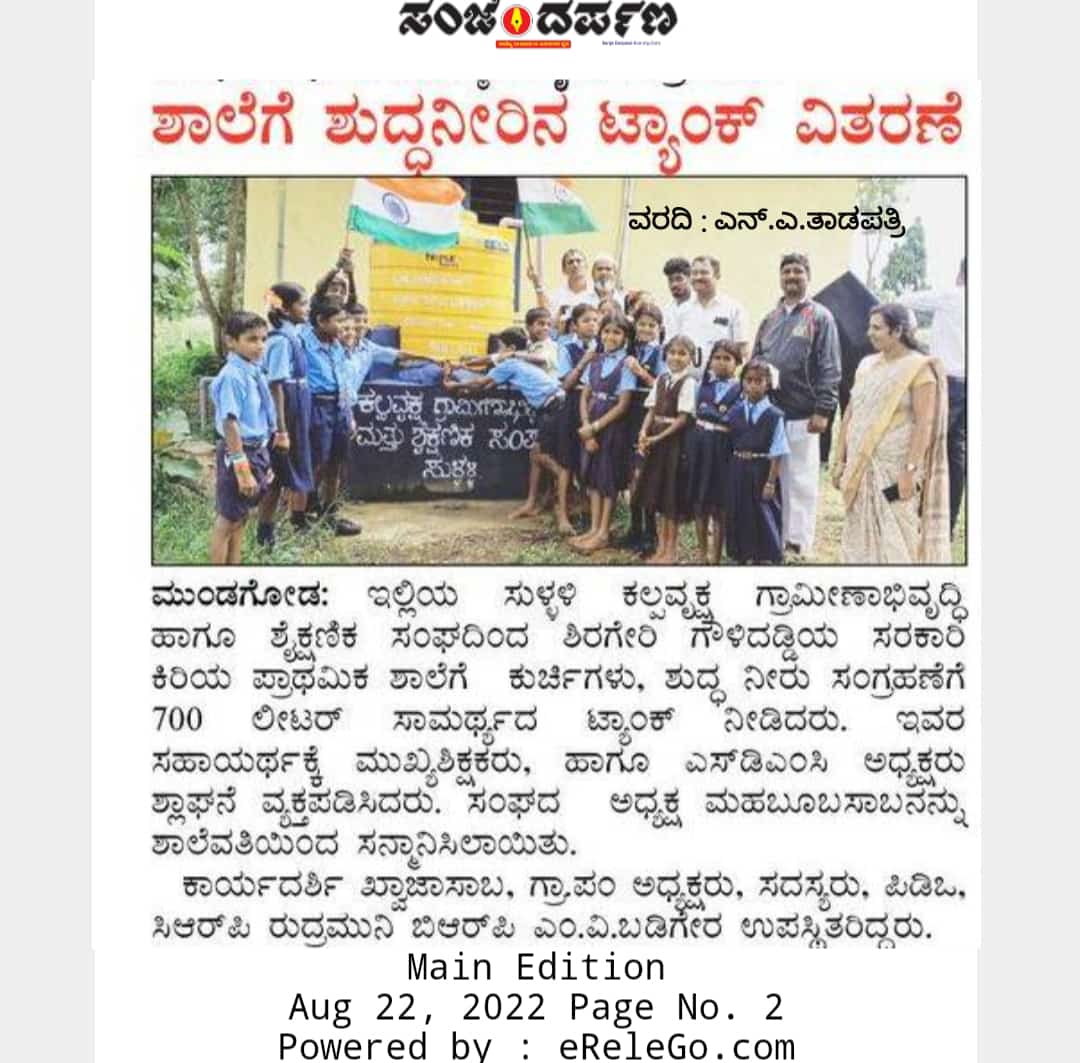 ಸಂಜೆ ದರ್ಪಣ
ಶಾಲೆಗೆ ಶುದ್ಧನೀರಿನ ಟ್ಯಾಂಕ್ ವಿತರಣೆ
ವರದಿ : ಎನ್.ಎ.ತಾಡಪತ್ರಿ
ಕಲ್ಪವೃಕ್ಷ ಗ್ರಾಮೀಣಾಭಿವೃ
ಮತ್ತು ಶೈಕ್ಷಣಿಕ ಸಂಘ
ಸುಳ್ಳಳ್ಳಿ
ಮುಂಡಗೋಡ: ಇಲ್ಲಿಯ ಸುಳ್ಳಳಿ ಕಲ್ಪವೃಕ್ಷ ಗ್ರಾಮೀಣಾಭಿವೃದ್ಧಿ
ಹಾಗೂ ಶೈಕ್ಷಣಿಕ ಸಂಘದಿಂದ ಶಿರಗೇರಿ ಗೌಳಿದಡ್ಡಿಯ ಸರಕಾರಿ
ಕಿರಿಯ ಪ್ರಾಥಮಿಕ ಶಾಲೆಗೆ ಕುರ್ಚಿಗಳು, ಶುದ್ಧ ನೀರು ಸಂಗ್ರಹಣೆಗೆ
700 ಲೀಟರ್ ಸಾಮರ್ಥ್ಯದ ಟ್ಯಾಂಕ್ ನೀಡಿದರು. ಇವರ
ಸಹಾಯರ್ಥಕ್ಕೆ ಮುಖ್ಯಶಿಕ್ಷಕರು, ಹಾಗೂ ಎಸ್‌ಡಿಎಂಸಿ ಅಧ್ಯಕ್ಷರು
ಶ್ಲಾಘನೆ ವ್ಯಕ್ತಪಡಿಸಿದರು. ಸಂಘದ ಅಧ್ಯಕ್ಷ ಮಹಬೂಬಸಾಬನನ್ನು
ಶಾಲೆವತಿಯಿಂದ ಸನ್ಮಾನಿಸಿಲಾಯಿತು.
ಕಾರ್ಯದರ್ಶಿ ಖ್ವಾಜಾಸಾಬ, ಗ್ರಾ.ಪಂ ಅಧ್ಯಕ್ಷರು, ಸದಸ್ಯರು, ಪಿಡಿಒ,
ಸಿಆರ್‌ಪಿ ರುದ್ರಮುನಿ ಬಿಆರ್‌ಪಿ ಎಂ.ವಿ.ಬಡಿಗೇರ ಉಪಸ್ಥಿತರಿದ್ದರು.
Main Edition
Aug 22, 2022 Page No. 2
Powered by : eReleGo.com